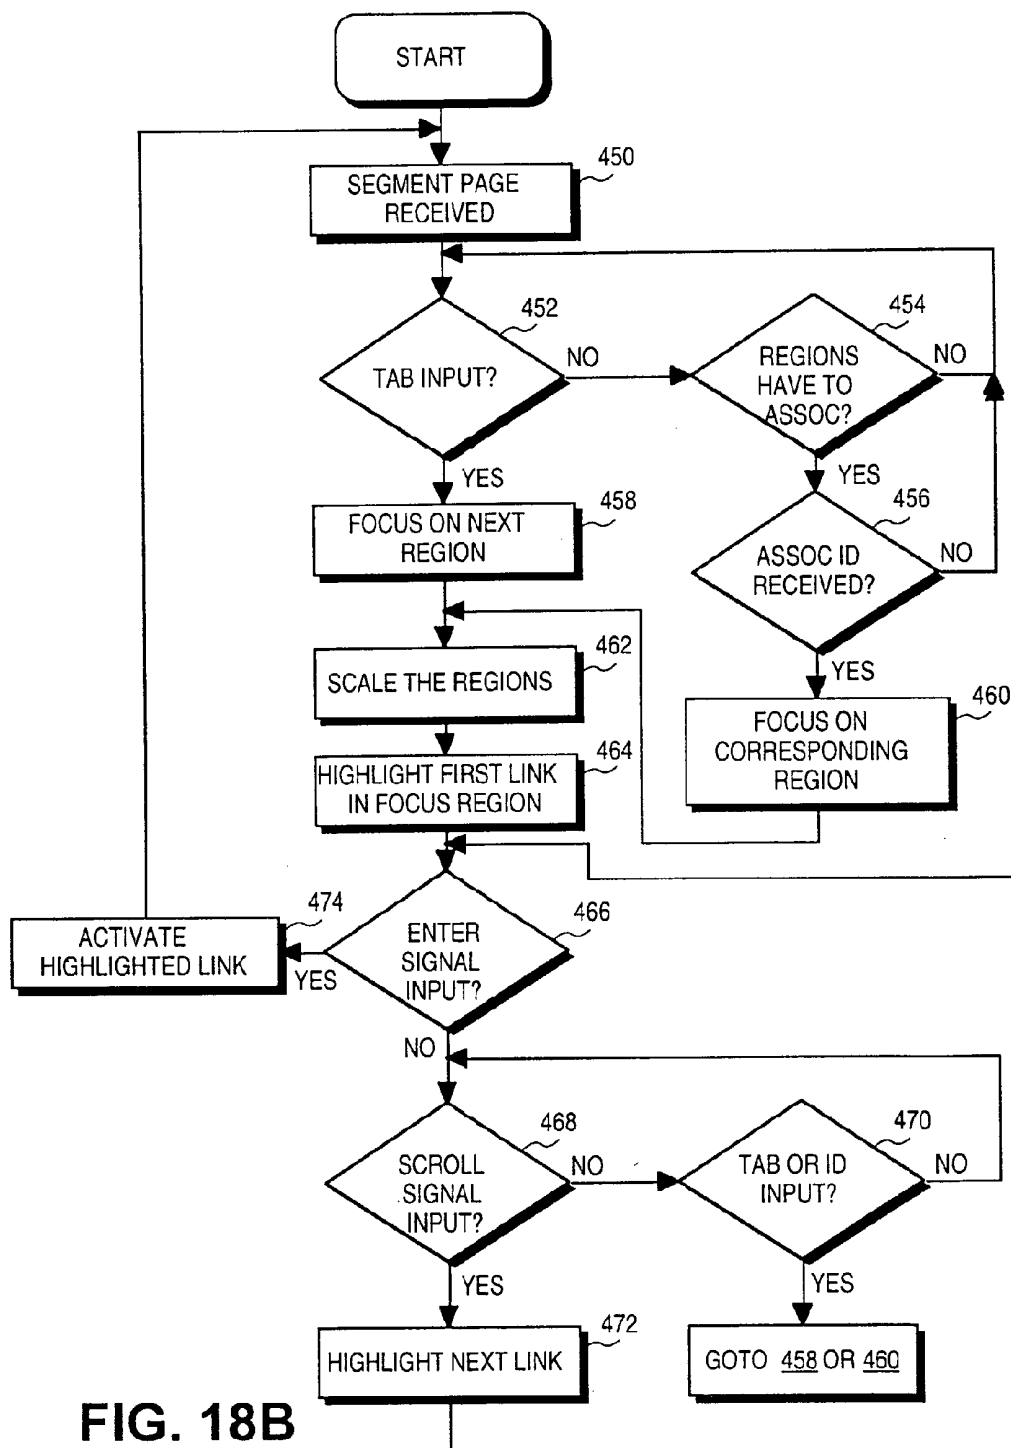 START
450
SEGMENT PAGE
RECEIVED
452
TAB INPUT?
NO
454
REGIONS
HAVE TO
ASSOC?
NO
YES
YES
458
FOCUS ON NEXT
REGION
456
ASSOC ID
RECEIVED?
NO
YES
462
SCALE THE REGIONS
460
FOCUS ON
CORRESPONDING
REGION
464
HIGHLIGHT FIRST LINK
IN FOCUS REGION
474
ACTIVATE
HIGHLIGHTED LINK
YES
466
ENTER
SIGNAL
INPUT?
NO
468
SCROLL
SIGNAL
INPUT?
NO
470
TAB OR ID
INPUT?
NO
YES
YES
472
HIGHLIGHT NEXT LINK
GOTO 458 OR 460
FIG. 18B